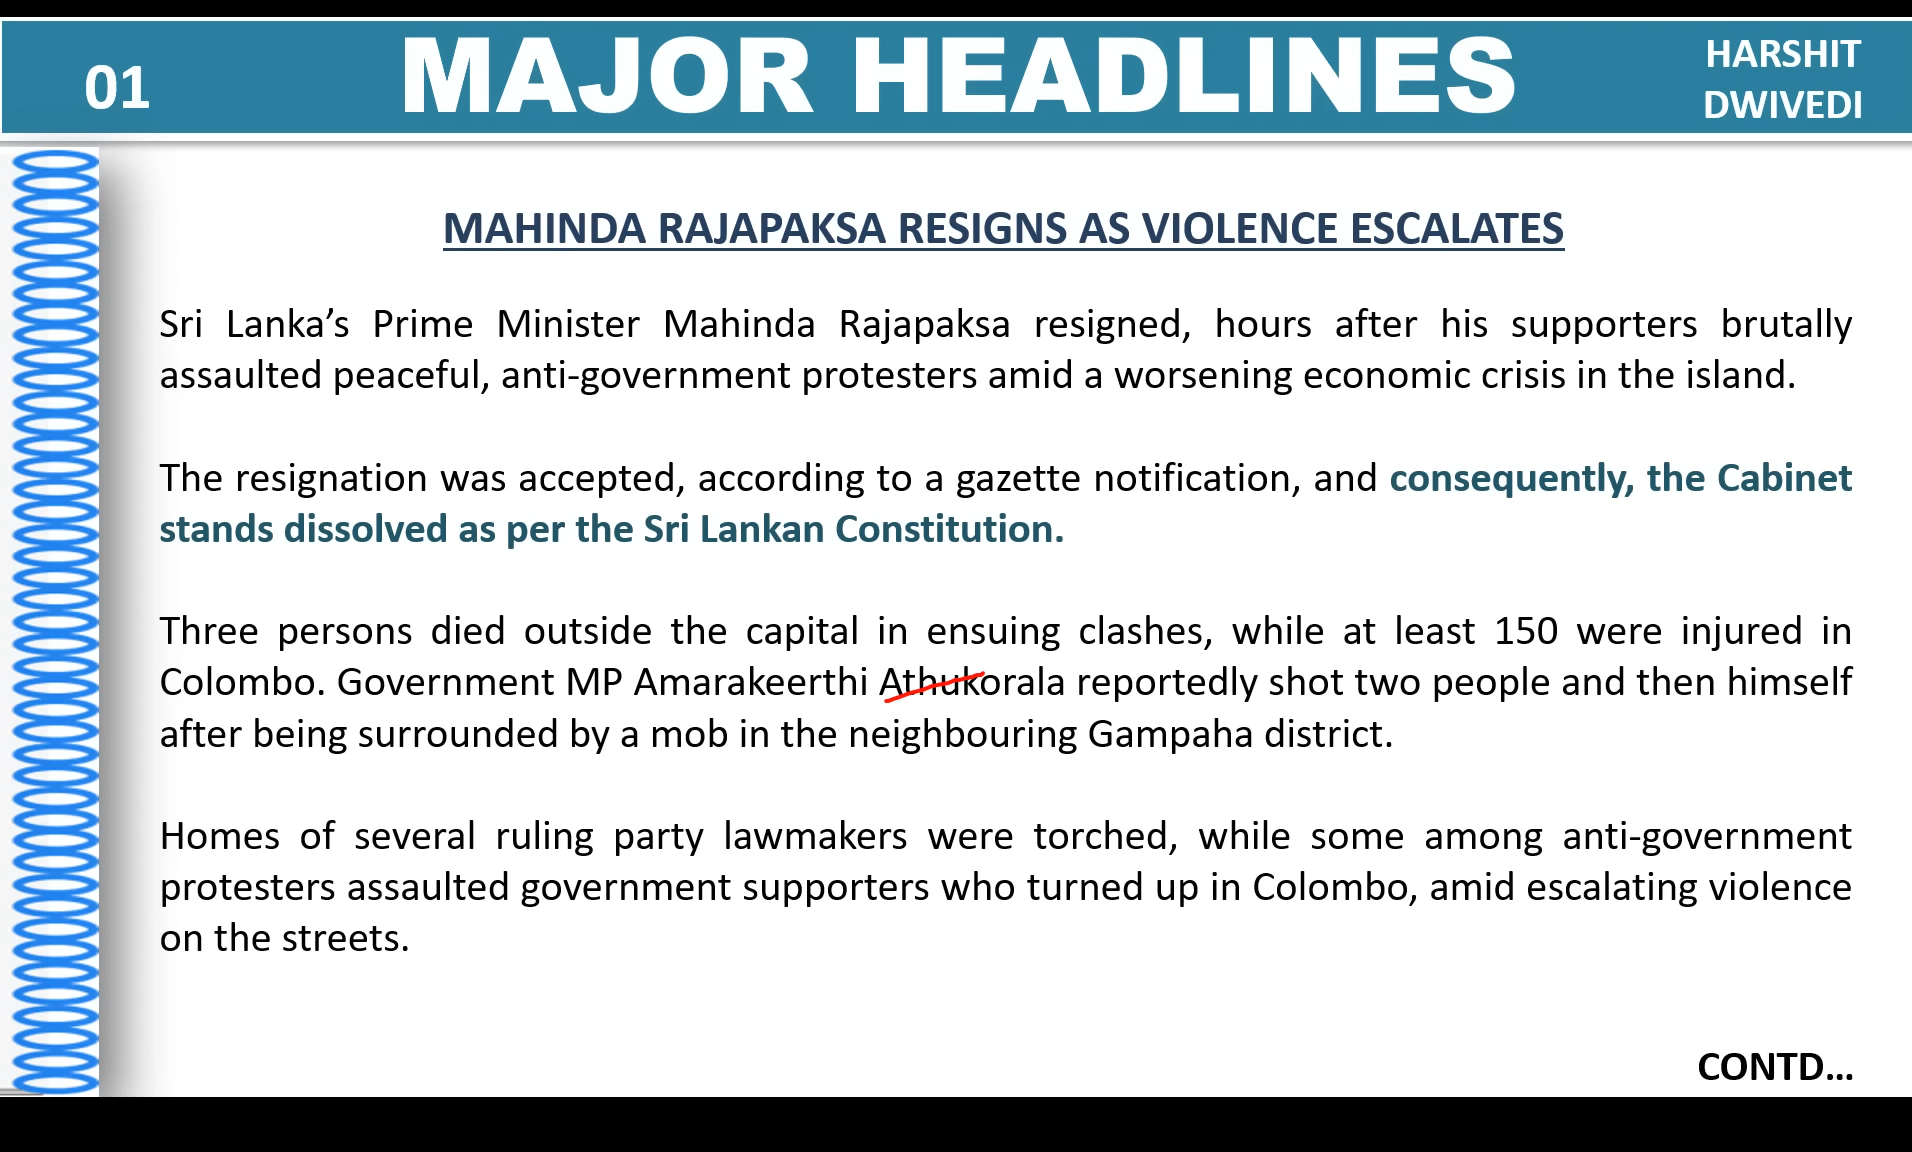 01
MAJOR HEADLINES
HARSHIT
DWIVEDI
MAHINDA RAJAPAKSA RESIGNS AS VIOLENCE ESCALATES
Sri Lanka’s Prime Minister Mahinda Rajapaksa resigned, hours after his supporters brutally
assaulted peaceful, anti-government protesters amid a worsening economic crisis in the island.
The resignation was accepted, according to a gazette notification, and consequently, the Cabinet
stands dissolved as per the Sri Lankan Constitution.
Three persons died outside the capital in ensuing clashes, while at least 150 were injured in
Colombo. Government MP Amarakeerthi Athukorala reportedly shot two people and then himself
after being surrounded by a mob in the neighbouring Gampaha district.
Homes of several ruling party lawmakers were torched, while some among anti-government
protesters assaulted government supporters who turned up in Colombo, amid escalating violence
on the streets.
CONTD...